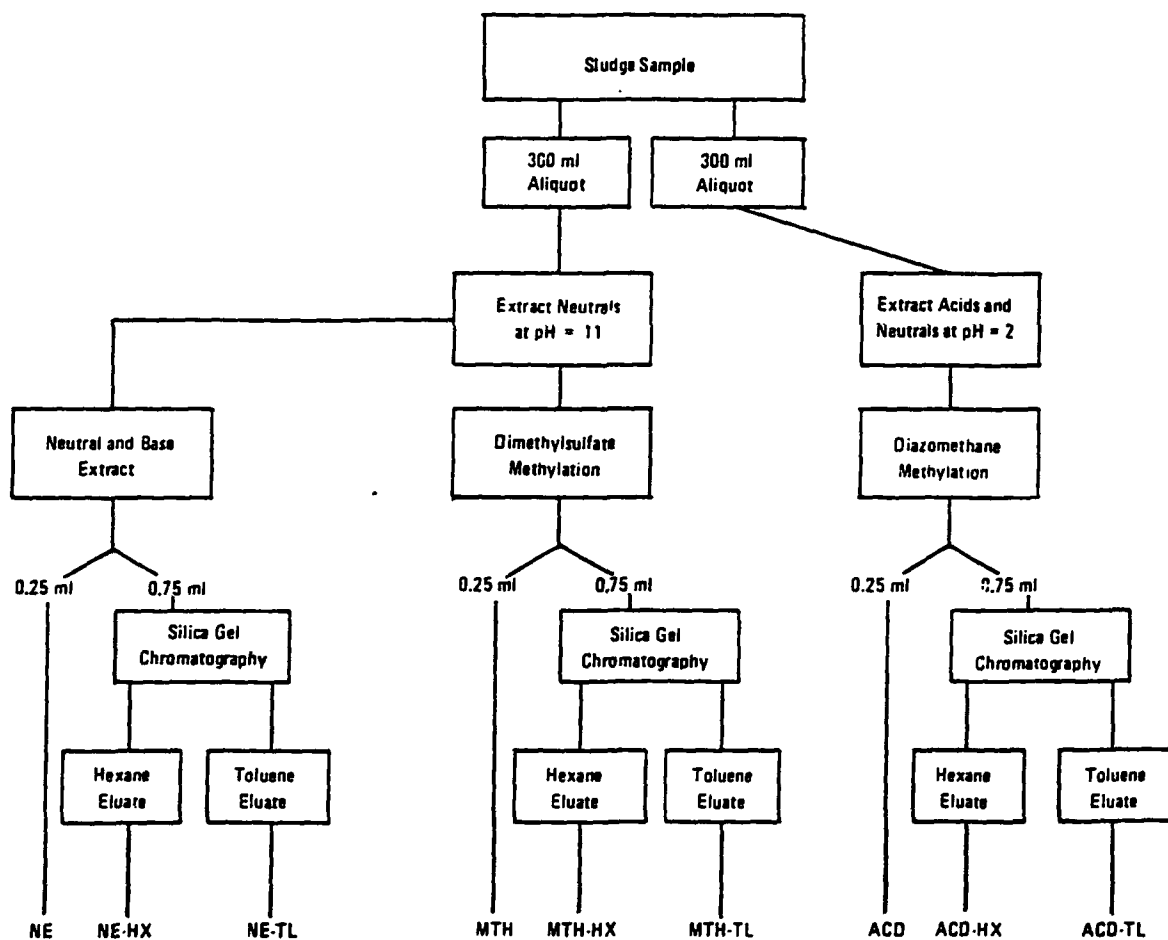 Sludge Sample
300 ml
Aliquot
300 ml
Aliquot
Extract Neutrals
at pH = 11
Extract Acids and
Neutrals at pH = 2
Neutral and Base
Extract
Dimethylsulfate
Methylation
Diazomethane
Methylation
0.25 ml
0.75 ml
0.25 ml
0.75 ml
0.25 ml
0.75 ml
Silica Gel
Chromatography
Silica Gel
Chromatography
Silica Gel
Chromatography
Hexane
Eluate
Toluene
Eluate
Hexane
Eluate
Toluene
Eluate
Hexane
Eluate
Toluene
Eluate
NE
NE-HX
NE-TL
MTH
MTH-HX
MTH-TL
ACD
ACD-HX
ACD-TL